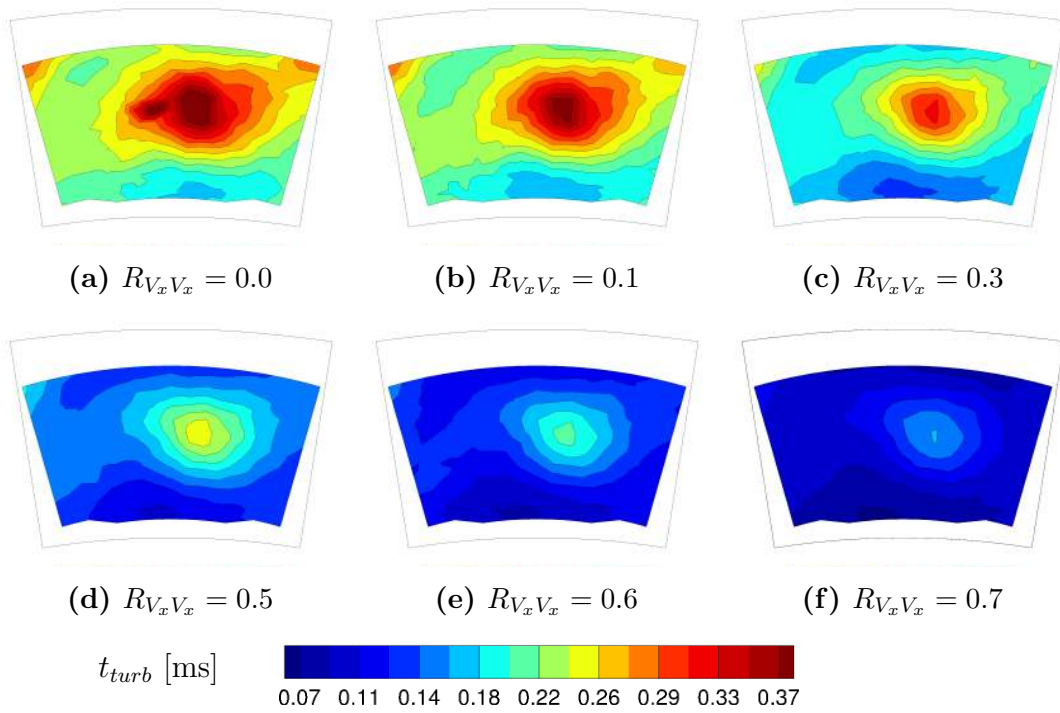 (a) $R_{V_xV_x} = 0.0$ (b) $R_{V_xV_x} = 0.1$ (c) $R_{V_xV_x} = 0.3$
(d) $R_{V_xV_x} = 0.5$ (e) $R_{V_xV_x} = 0.6$ (f) $R_{V_xV_x} = 0.7$
$t_{turb}$ [ms]
0.07 0.11 0.14 0.18 0.22 0.26 0.29 0.33 0.37